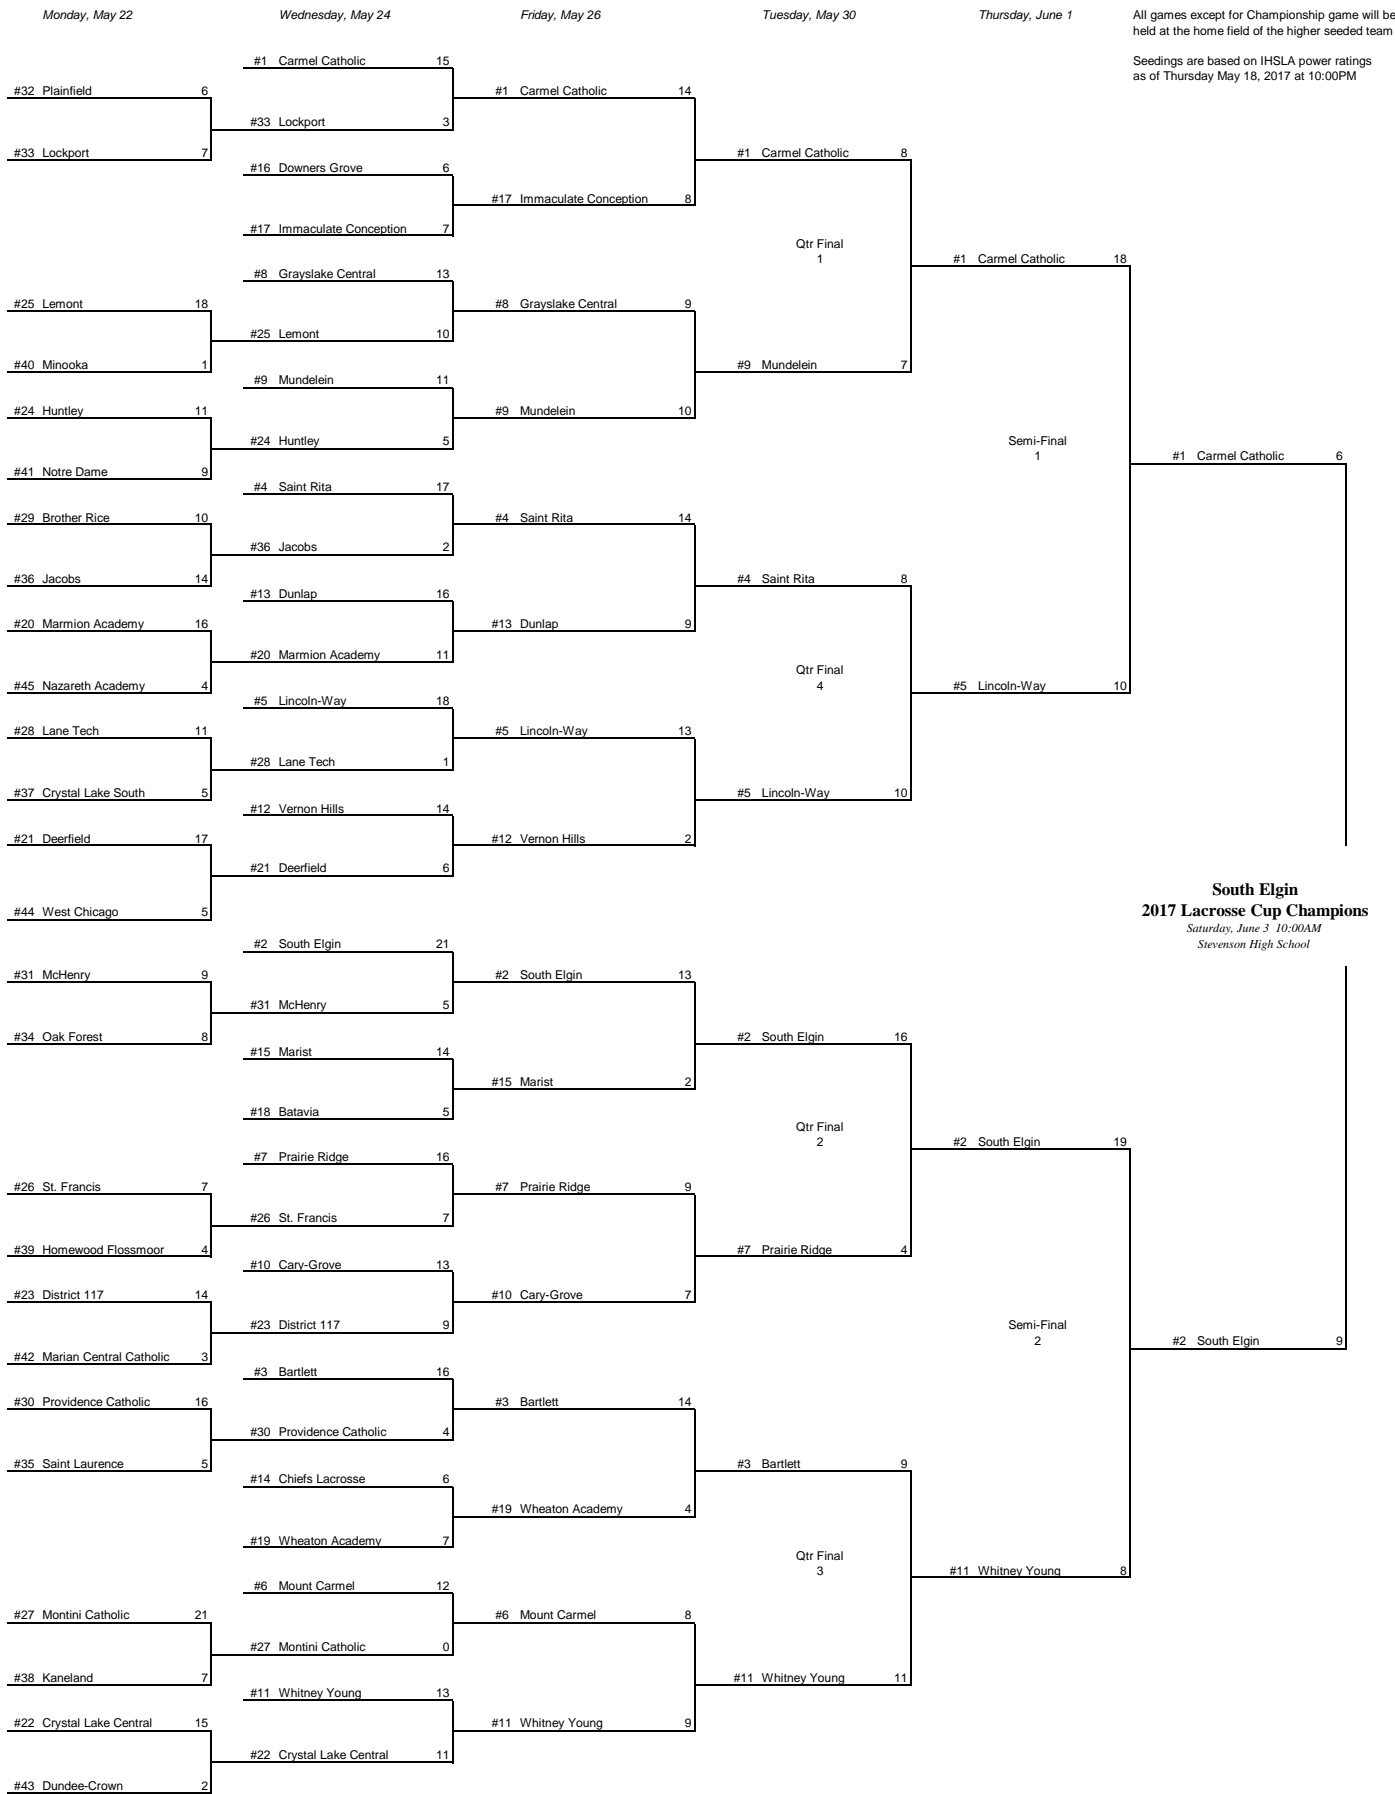 Monday, May 22
Wednesday, May 24
Friday, May 26
Tuesday, May 30
Thursday, June 1
All games except for Championship game will be
held at the home field of the higher seeded team
Seedings are based on IHSLA power ratings
as of Thursday May 18, 2017 at 10:00PM
#32 Plainfield 6
#33 Lockport 7
#25 Lemont 18
#40 Minooka 1
#24 Huntley 11
#41 Notre Dame 9
#29 Brother Rice 10
#36 Jacobs 14
#20 Marmion Academy 16
#45 Nazareth Academy 4
#28 Lane Tech 11
#37 Crystal Lake South 5
#21 Deerfield 17
#44 West Chicago 5
#31 McHenry 9
#34 Oak Forest 8
#26 St. Francis 7
#39 Homewood Flossmoor 4
#23 District 117 14
#42 Marian Central Catholic 3
#30 Providence Catholic 16
#35 Saint Laurence 5
#27 Montini Catholic 21
#38 Kaneland 7
#22 Crystal Lake Central 15
#43 Dundee-Crown 2
#1 Carmel Catholic 15
#33 Lockport 3
#16 Downers Grove 6
#17 Immaculate Conception 7
#8 Grayslake Central 13
#25 Lemont 10
#9 Mundelein 11
#24 Huntley 5
#4 Saint Rita 17
#36 Jacobs 2
#13 Dunlap 16
#20 Marmion Academy 11
#5 Lincoln-Way 18
#28 Lane Tech 1
#12 Vernon Hills 14
#21 Deerfield 6
#2 South Elgin 21
#31 McHenry 5
#15 Marist 14
#18 Batavia 5
#7 Prairie Ridge 16
#26 St. Francis 7
#10 Cary-Grove 13
#23 District 117 9
#3 Bartlett 16
#30 Providence Catholic 4
#14 Chiefs Lacrosse 6
#19 Wheaton Academy 7
#6 Mount Carmel 12
#27 Montini Catholic 0
#11 Whitney Young 13
#22 Crystal Lake Central 11
#1 Carmel Catholic 14
#17 Immaculate Conception 8
#8 Grayslake Central 9
#9 Mundelein 10
#4 Saint Rita 14
#13 Dunlap 9
#5 Lincoln-Way 13
#12 Vernon Hills 2
#2 South Elgin 13
#15 Marist 2
#7 Prairie Ridge 9
#10 Cary-Grove 7
#3 Bartlett 14
#19 Wheaton Academy 4
#6 Mount Carmel 8
#11 Whitney Young 9
#1 Carmel Catholic 8
Qtr Final
1
#9 Mundelein 7
#4 Saint Rita 8
Qtr Final
4
#5 Lincoln-Way 10
#2 South Elgin 16
Qtr Final
2
#7 Prairie Ridge 4
#3 Bartlett 9
Qtr Final
3
#11 Whitney Young 11
#1 Carmel Catholic 18
Semi-Final
1
#5 Lincoln-Way 10
#2 South Elgin 19
Semi-Final
2
#11 Whitney Young 8
#1 Carmel Catholic 6
South Elgin
2017 Lacrosse Cup Champions
Saturday, June 3 10:00AM
Stevenson High School
#2 South Elgin 9